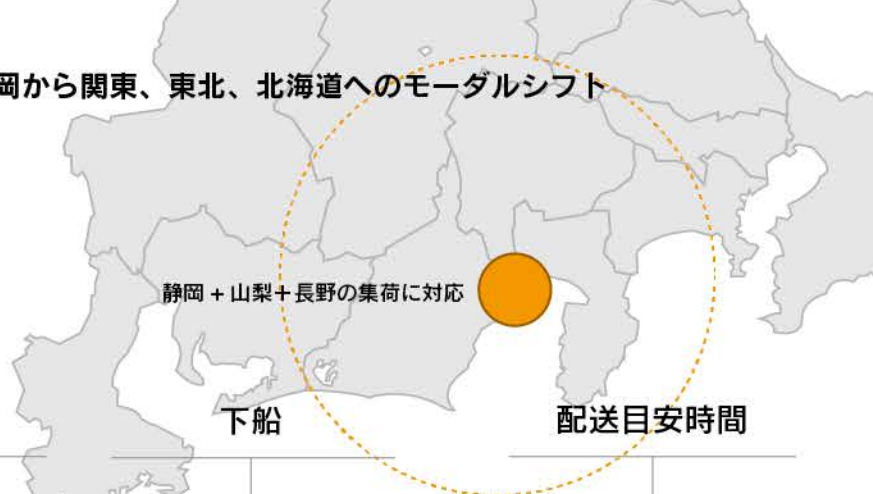 岡から関東、東北、北海道へのモーダルシフト
静岡+山梨+長野の集荷に対応
下船
配送目安時間